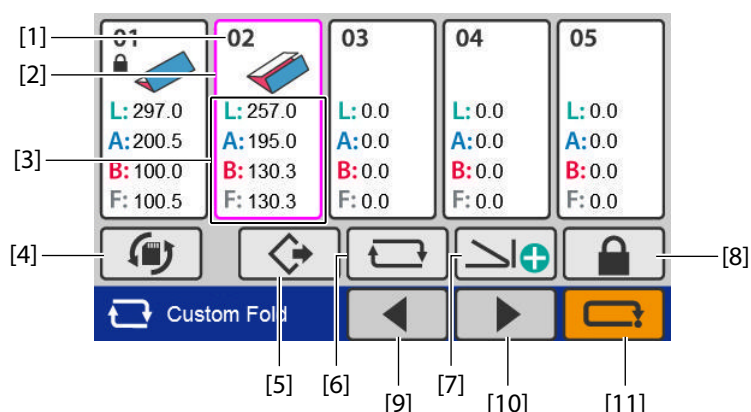 [1]
01
02
03
04
05
[2]
L: 297.0
L: 257.0
L: 0.0
L: 0.0
L: 0.0
A: 200.5
A: 195.0
A: 0.0
A: 0.0
A: 0.0
[3]
B: 100.0
B: 130.3
B: 0.0
B: 0.0
B: 0.0
F: 100.5
F: 130.3
F: 0.0
F: 0.0
F: 0.0
[4]
[8]
Custom Fold
[5]
[6]
[7]
[9]
[10]
[11]